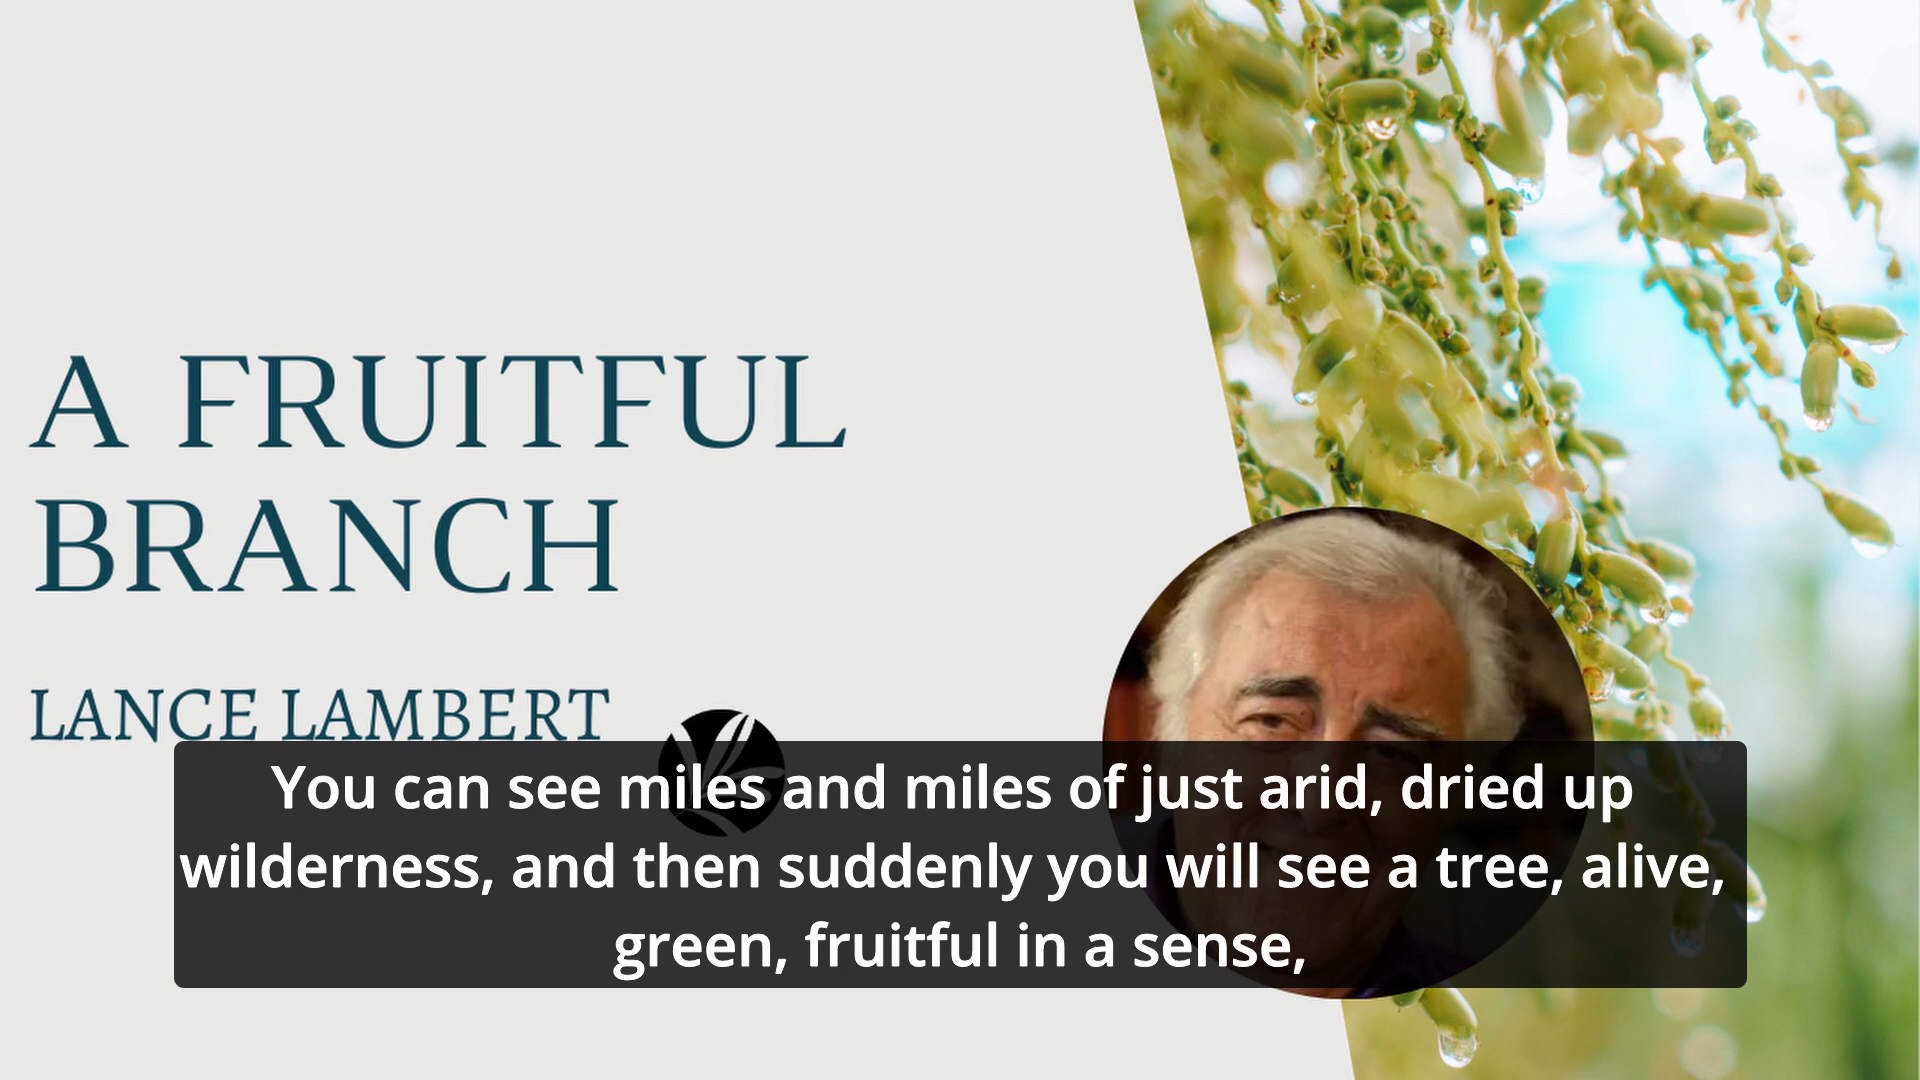 A FRUITFUL
BRANCH
LANCE LAMBERT
You can see miles and miles of just arid, dried up
wilderness, and then suddenly you will see a tree, alive,
green, fruitful in a sense,